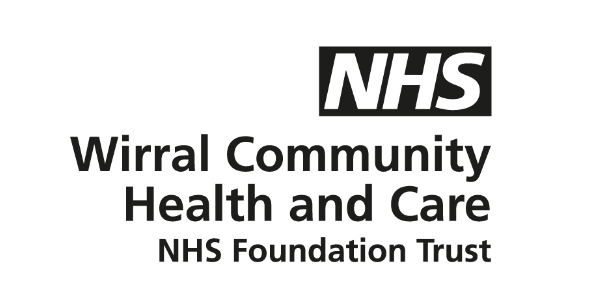 NHS
Wirral Community
Health and Care
NHS Foundation Trust